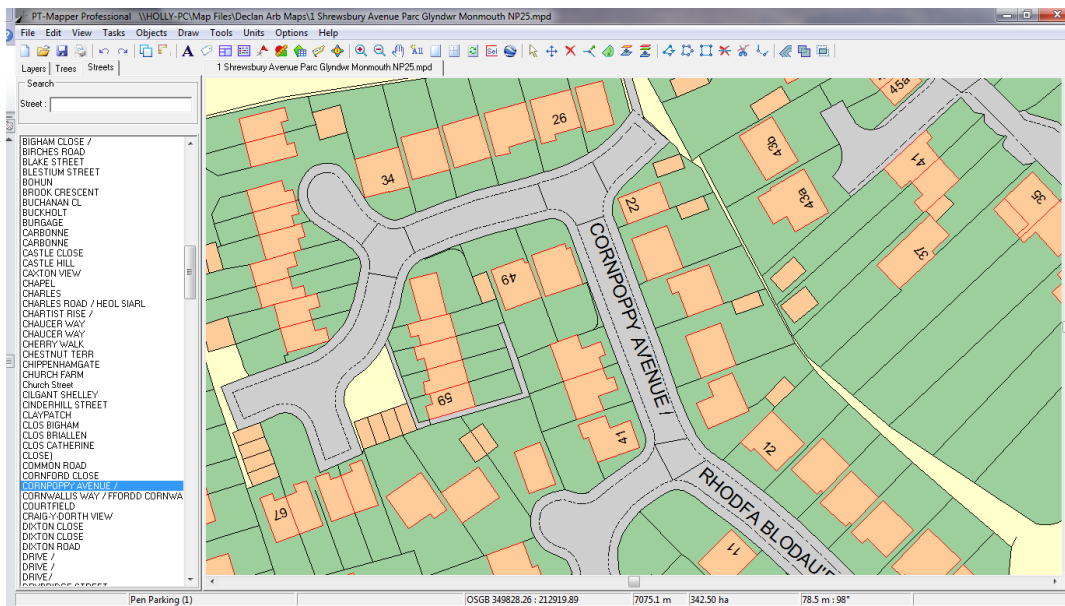 PT-Mapper Professional \\HOLLY-PC\Map Files\Declan Arb Maps\1 Shrewsbury Avenue Parc Glyndwr Monmouth NP25.mpd
File Edit View Tasks Objects Draw Tools Units Options Help
Layers Trees Streets
1 Shrewsbury Avenue Parc Glyndwr Monmouth NP25.mpd
Search
Street :
BIGHAM CLOSE /
BIRCHES ROAD
BLAKE STREET
BLESTIUM STREET
BOHUN
BROOK CRESCENT
BUCHANAN CL
BUCKHOLT
BURGAGE
CARBONNE
CARBONNE
CASTLE CLOSE
CASTLE HILL
CAXTON VIEW
CHAPEL
CHARLES
CHARLES ROAD / HEOL SIARL
CHARTIST RISE /
CHAUCER WAY
CHAUCER WAY
CHERRY WALK
CHESTNUT TERR
CHIPPENHAMGATE
CHURCH FARM
Church Street
CILGANT SHELLEY
CINDERHILL STREET
CLAYPATCH
CLOS BIGHAM
CLOS BRIALLEN
CLOS CATHERINE
CLOSE)
COMMON ROAD
CORNFORD CLOSE
CORNPOPPY AVENUE /
CORNWALLIS WAY / FFORDD CORNWA
COURTFIELD
CRAIG-Y-DORTH VIEW
DIXTON CLOSE
DIXTON CLOSE
DIXTON ROAD
DRIVE /
DRIVE /
DRIVE/
26
34
45a
43b
41
43a
35
22
37
49
CORNPOPPY AVENUE /
59
41
12
67
RHODFA BLODAU'
11
Pen Parking (1)
OSGB 349828.26 : 212919.89
7075.1 m
342.50 ha
78.5 m : 98°